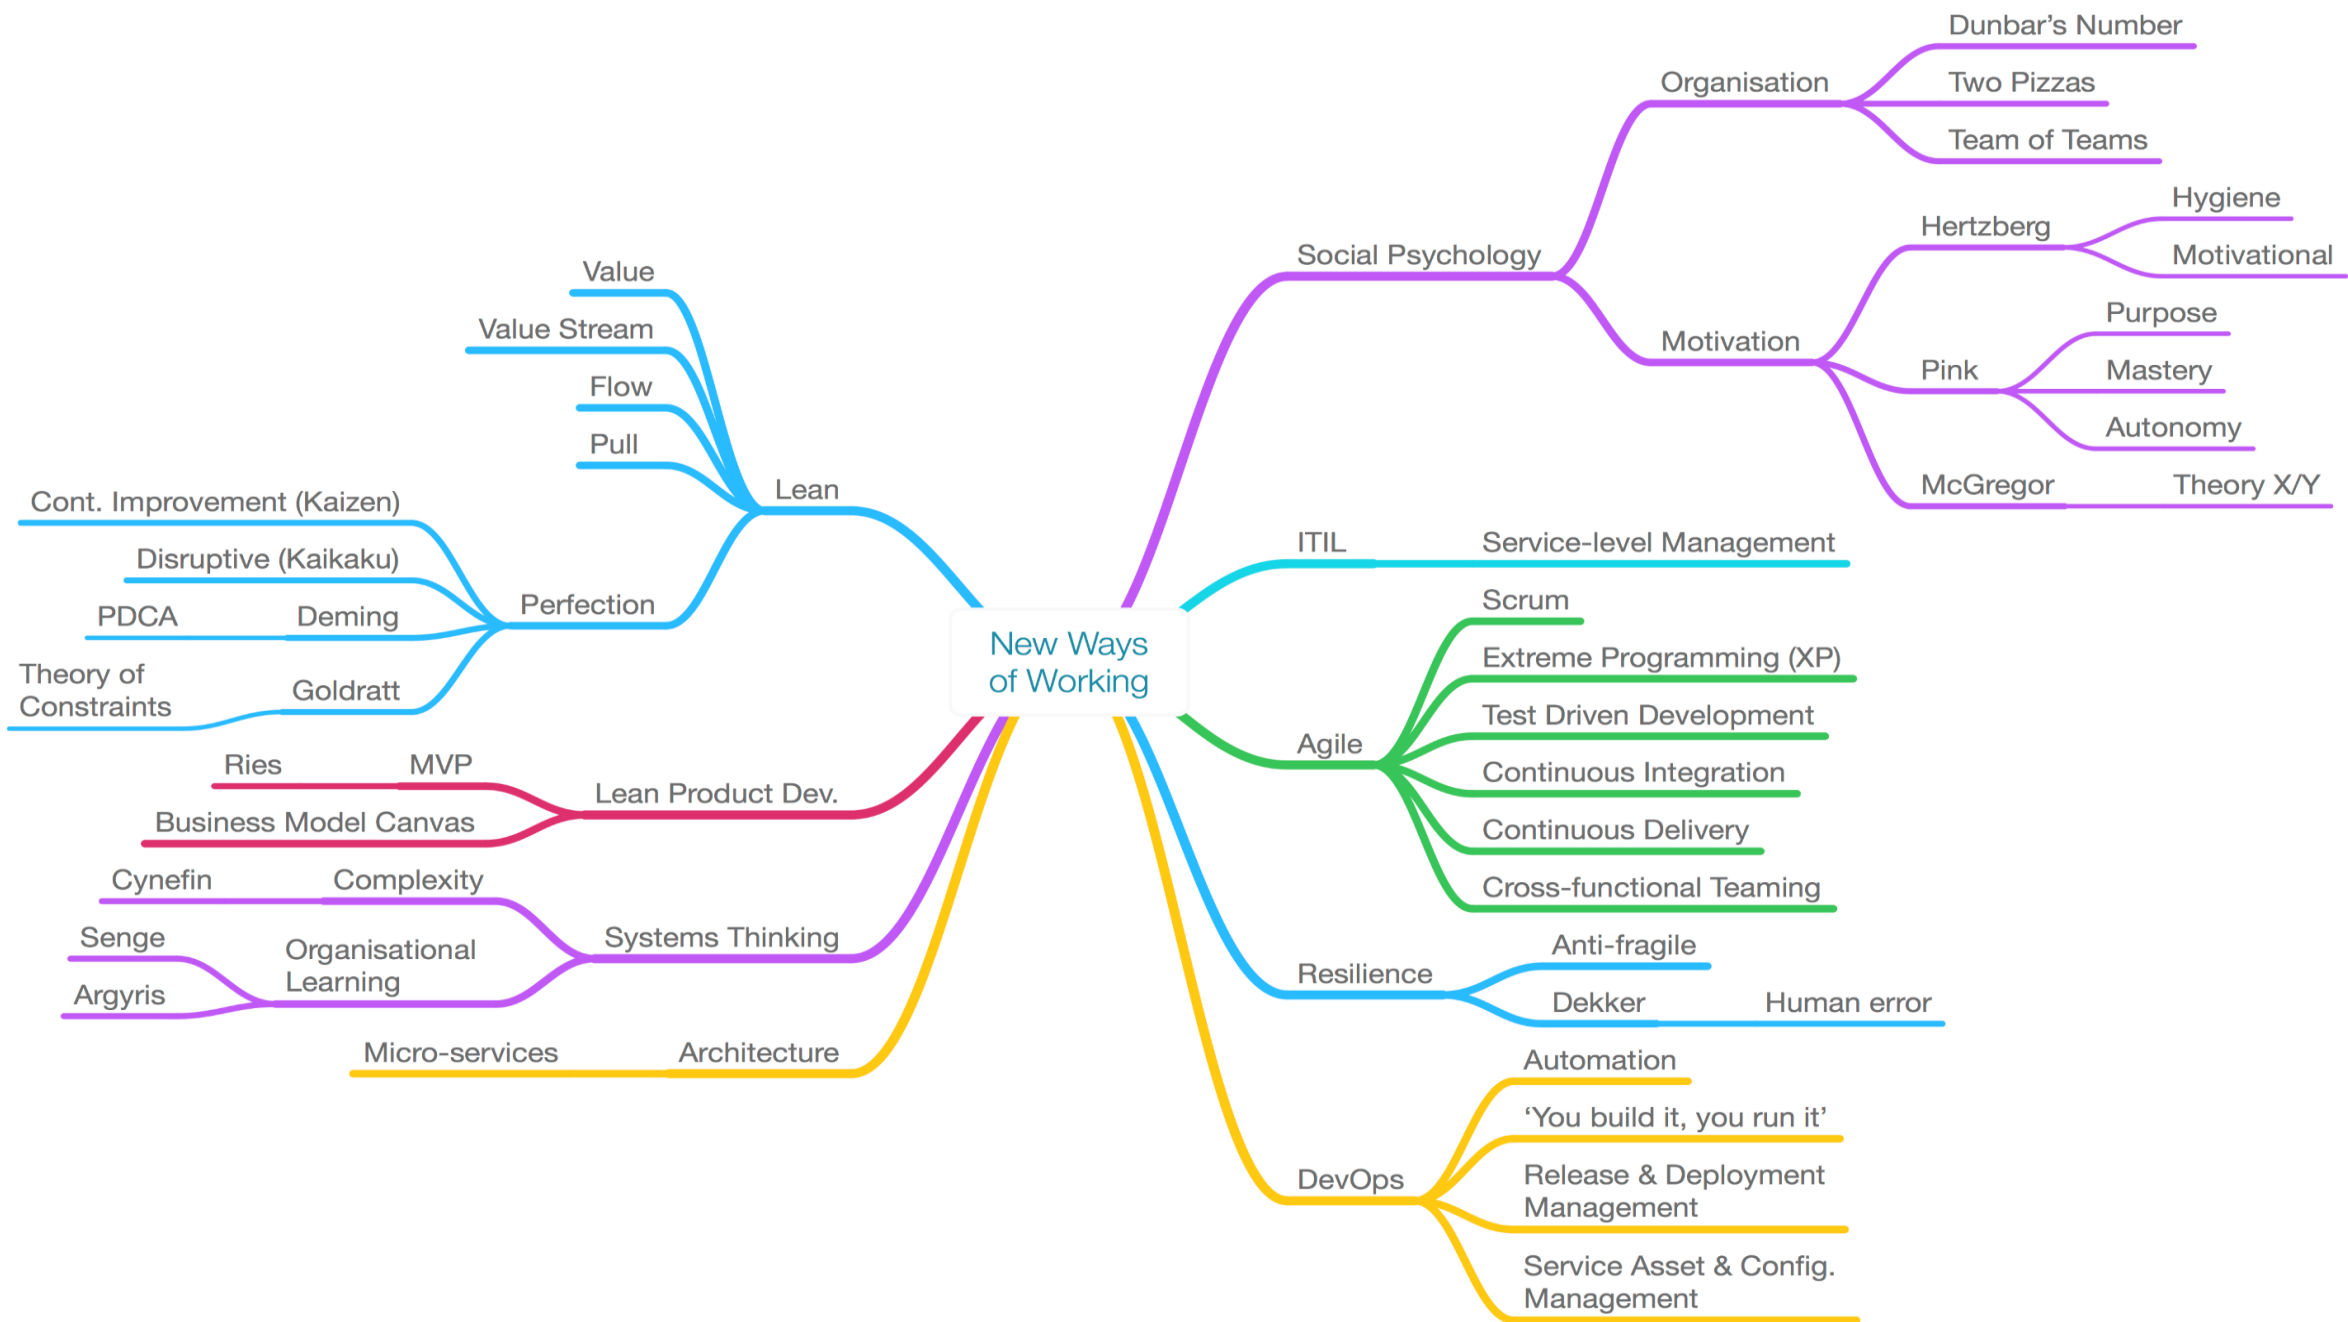 New Ways
of Working
Social Psychology
Organisation
Dunbar’s Number
Two Pizzas
Team of Teams
Motivation
Hertzberg
Hygiene
Motivational
Pink
Purpose
Mastery
Autonomy
McGregor
Theory X/Y
ITIL
Service-level Management
Agile
Scrum
Extreme Programming (XP)
Test Driven Development
Continuous Integration
Continuous Delivery
Cross-functional Teaming
Resilience
Anti-fragile
Dekker
Human error
DevOps
Automation
‘You build it, you run it’
Release & Deployment
Management
Service Asset & Config.
Management
Lean
Value
Value Stream
Flow
Pull
Perfection
Cont. Improvement (Kaizen)
Disruptive (Kaikaku)
Deming
PDCA
Goldratt
Theory of
Constraints
Lean Product Dev.
MVP
Ries
Business Model Canvas
Systems Thinking
Complexity
Cynefin
Organisational
Learning
Senge
Argyris
Architecture
Micro-services